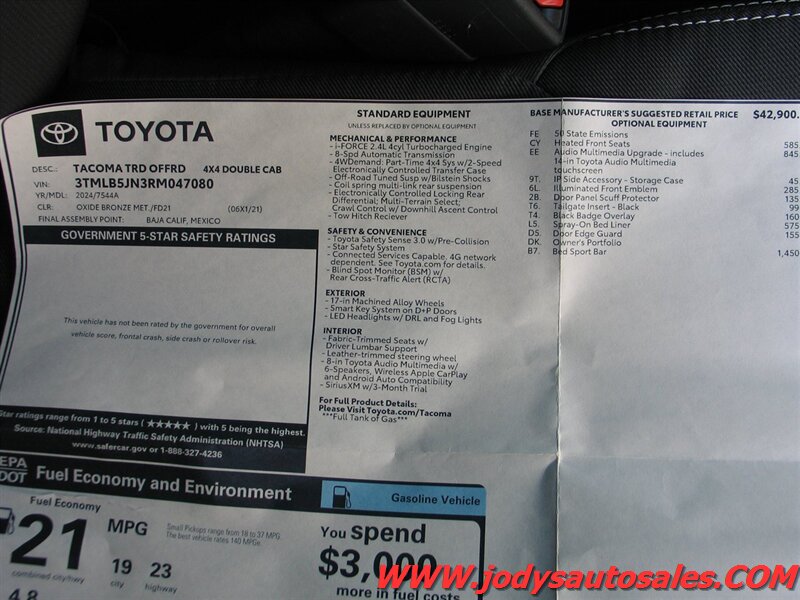 TOYOTA
DESC.: TACOMA TRD OFFRD 4X4 DOUBLE CAB
VIN: 3TMLB5JN3RM047080
YR/MDL: 2024/7544A
CLR: OXIDE BRONZE MET./FD21 (06X1/21)
FINAL ASSEMBLY POINT: BAJA CALIF, MEXICO
GOVERNMENT 5-STAR SAFETY RATINGS
This vehicle has not been rated by the government for overall
vehicle score, frontal crash, side crash or rollover risk.
Star ratings range from 1 to 5 stars (★★★★★) with 5 being the highest.
Source: National Highway Traffic Safety Administration (NHTSA)
www.safercar.gov or 1-888-327-4236
STANDARD EQUIPMENT
UNLESS REPLACED BY OPTIONAL EQUIPMENT
MECHANICAL & PERFORMANCE
- i-FORCE 2.4L 4cyl Turbocharged Engine
- 8-Spd Automatic Transmission
- 4WDemand: Part-Time 4x4 Sys w/2-Speed
Electronically Controlled Transfer Case
- Off-Road Tuned Susp w/Bilstein Shocks
- Coil spring multi-link rear suspension
- Electronically Controlled Locking Rear
Differential; Multi-Terrain Select;
Crawl Control w/ Downhill Ascent Control
- Tow Hitch Reciever
SAFETY & CONVENIENCE
- Toyota Safety Sense 3.0 w/Pre-Collision
- Star Safety System
- Connected Services Capable. 4G network
dependent. See Toyota.com for details.
- Blind Spot Monitor (BSM) w/
Rear Cross-Traffic Alert (RCTA)
EXTERIOR
- 17-in Machined Alloy Wheels
- Smart Key System on D+P Doors
- LED Headlights w/ DRL and Fog Lights
INTERIOR
- Fabric-Trimmed Seats w/
Driver Lumbar Support
- Leather-trimmed steering wheel
- 8-in Toyota Audio Multimedia w/
6-Speakers, Wireless Apple CarPlay
and Android Auto Compatibility
- SiriusXM w/3-Month Trial
For Full Product Details:
Please Visit Toyota.com/Tacoma
***Full Tank of Gas***
BASE MANUFACTURER'S SUGGESTED RETAIL PRICE $42,900.
OPTIONAL EQUIPMENT
FE 50 State Emissions
CY Heated Front Seats 585
EE Audio Multimedia Upgrade - includes 845
14-in Toyota Audio Multimedia
touchscreen
9T. IP Side Accessory - Storage Case 45
6L. Illuminated Front Emblem 285
2B. Door Panel Scuff Protector 135
T6. Tailgate Insert - Black 99
T4. Black Badge Overlay 160
L5. Spray-On Bed Liner 575
D5. Door Edge Guard 155
DK. Owner's Portfolio
B7. Bed Sport Bar 1,450
EPA
DOT
Fuel Economy and Environment
Gasoline Vehicle
Fuel Economy
21 MPG
Small Pickups range from 18 to 37 MPG.
The best vehicle rates 140 MPGe.
19 23
combined city/hwy city highway
4.8
You spend
$3,000
more in fuel costs
www.jodysautosales.COM